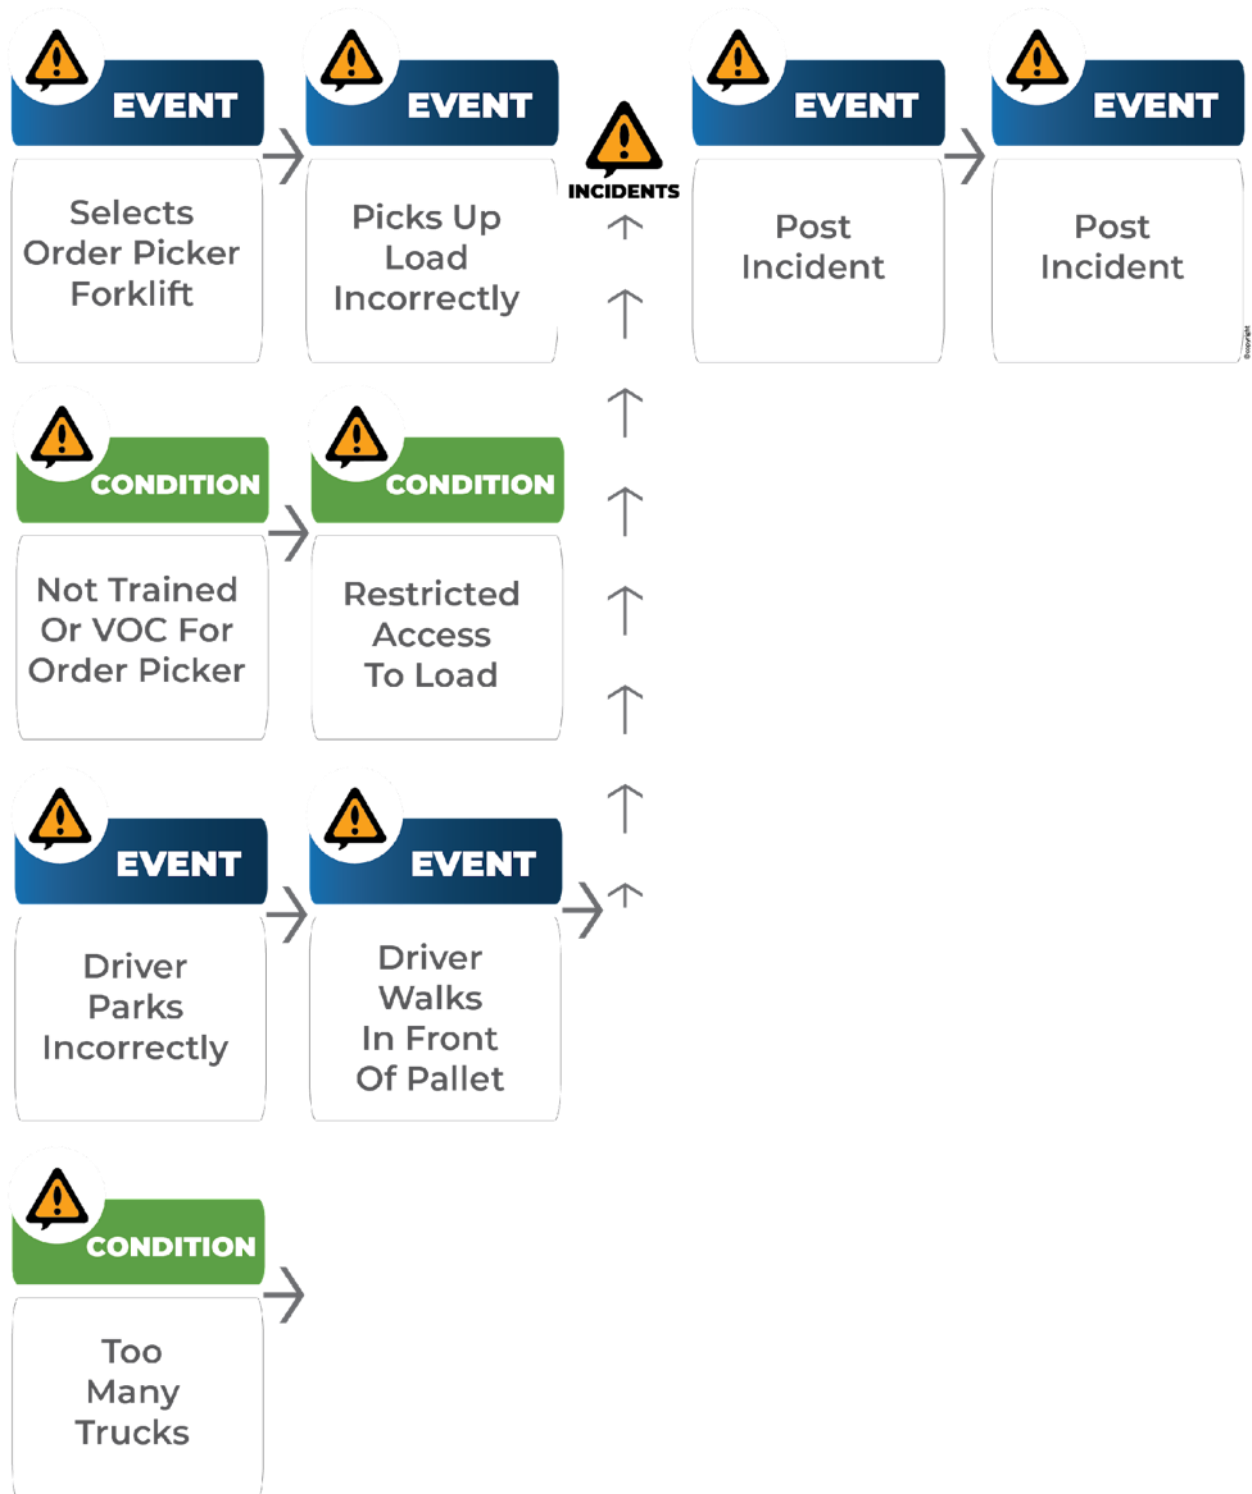 EVENT
Selects
Order Picker
Forklift
EVENT
Picks Up
Load
Incorrectly
INCIDENTS
EVENT
Post
Incident
EVENT
Post
Incident
©copyright
CONDITION
Not Trained
Or VOC For
Order Picker
CONDITION
Restricted
Access
To Load
EVENT
Driver
Parks
Incorrectly
EVENT
Driver
Walks
In Front
Of Pallet
CONDITION
Too
Many
Trucks